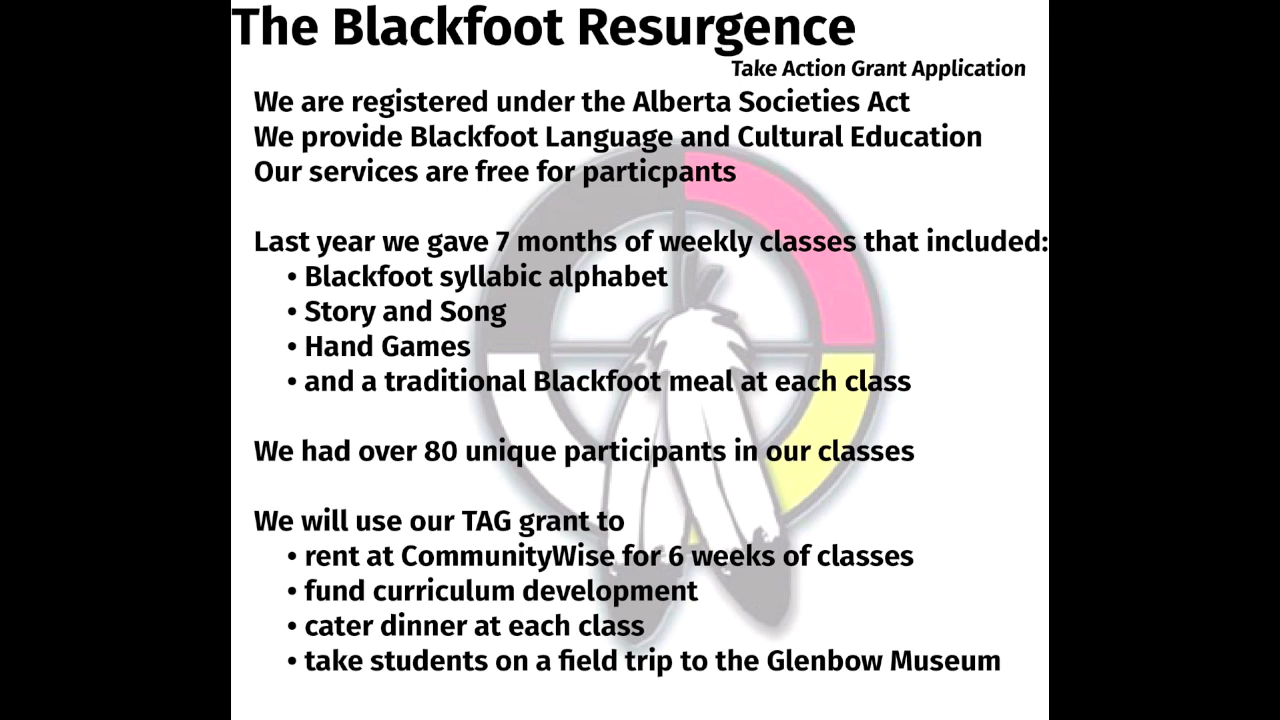 The Blackfoot Resurgence
Take Action Grant Application
We are registered under the Alberta Societies Act
We provide Blackfoot Language and Cultural Education
Our services are free for particpants
Last year we gave 7 months of weekly classes that included:
• Blackfoot syllabic alphabet
• Story and Song
• Hand Games
• and a traditional Blackfoot meal at each class
We had over 80 unique participants in our classes
We will use our TAG grant to
• rent at CommunityWise for 6 weeks of classes
• fund curriculum development
• cater dinner at each class
• take students on a field trip to the Glenbow Museum